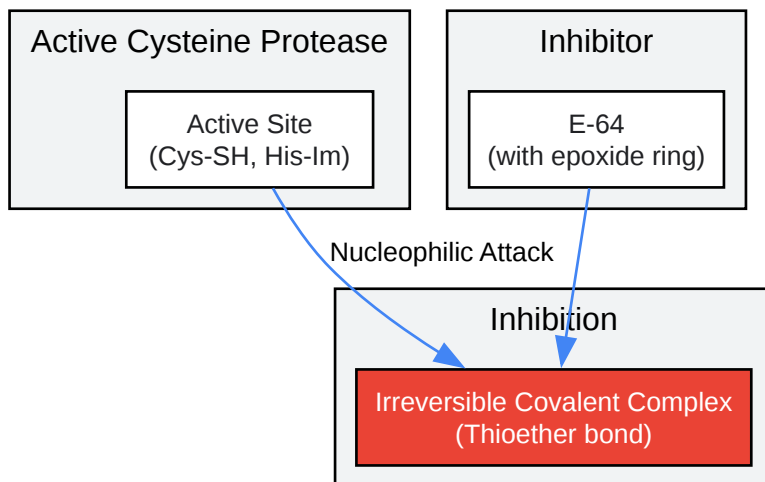 Active Cysteine Protease
Active Site
(Cys-SH, His-Im)
Inhibitor
E-64
(with epoxide ring)
Nucleophilic Attack
Inhibition
Irreversible Covalent Complex
(Thioether bond)